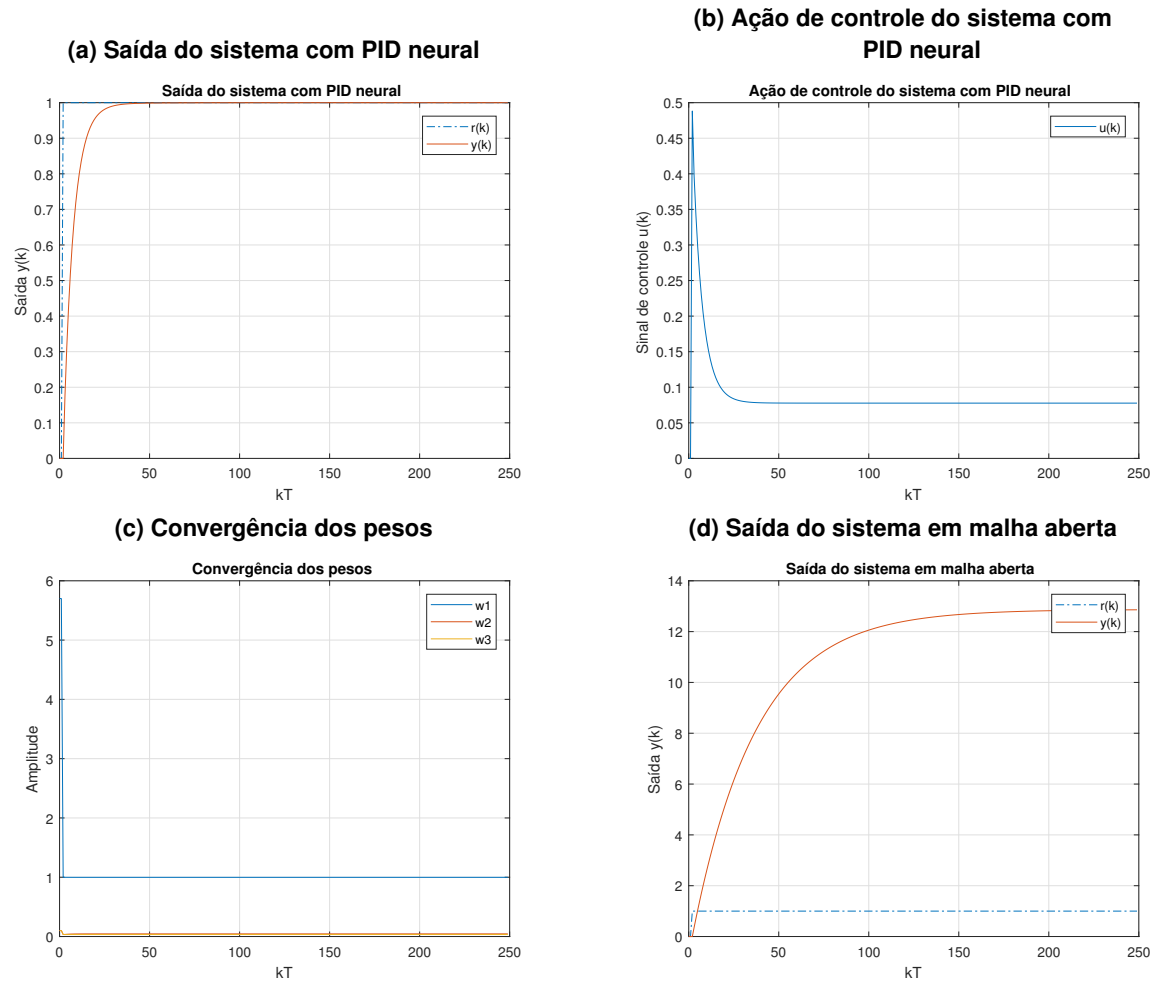 (a) Saída do sistema com PID neural
Saída do sistema com PID neural
1
0.9
0.8
0.7
0.6
0.5
0.4
0.3
0.2
0.1
0
Saída y(k)
r(k)
y(k)
0 50 100 150 200 250
kT
(b) Ação de controle do sistema com
PID neural
Ação de controle do sistema com PID neural
0.5
0.45
0.4
0.35
0.3
0.25
0.2
0.15
0.1
0.05
0
Sinal de controle u(k)
u(k)
0 50 100 150 200 250
kT
(c) Convergência dos pesos
Convergência dos pesos
6
5
4
3
2
1
0
Amplitude
w1
w2
w3
0 50 100 150 200 250
kT
(d) Saída do sistema em malha aberta
Saída do sistema em malha aberta
14
12
10
8
6
4
2
0
Saída y(k)
r(k)
y(k)
0 50 100 150 200 250
kT